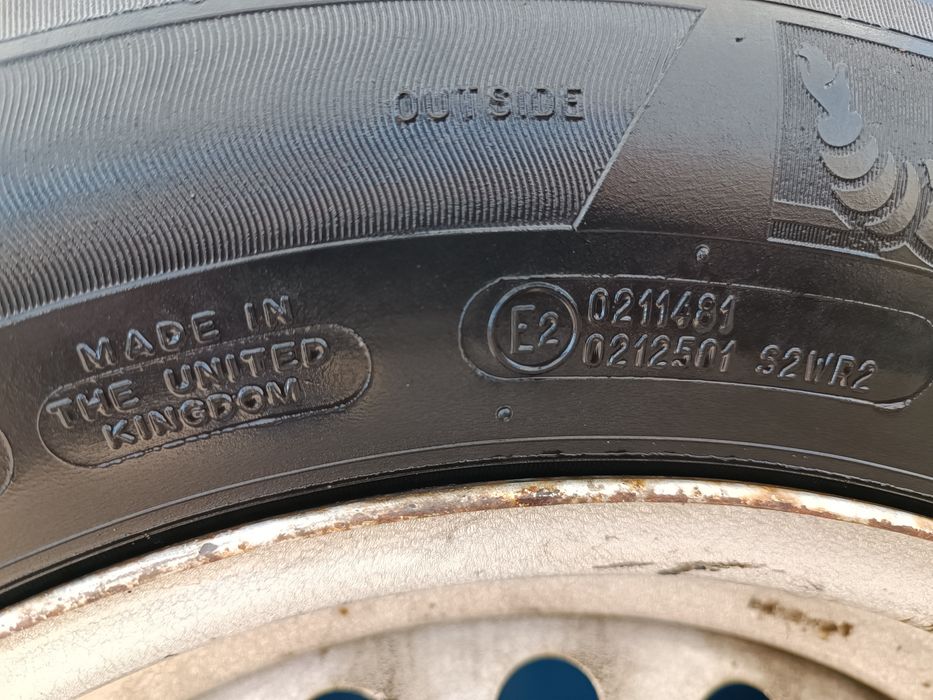 OUTSIDE
MADE IN
THE UNITED
KINGDOM
E2
0211481
0212501 S2WR2